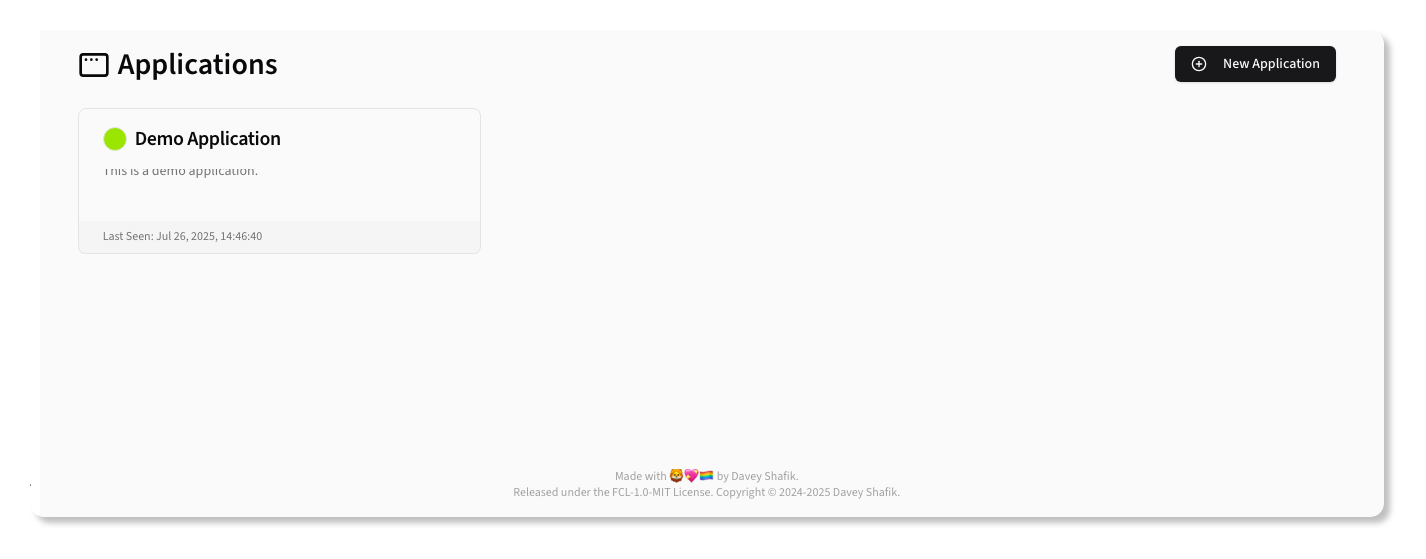 Applications
New Application
Demo Application
This is a demo application.
Last Seen: Jul 26, 2025, 14:46:40
Made with 🦁💖🏳️‍🌈 by Davey Shafik.
Released under the FCL-1.0-MIT License. Copyright © 2024-2025 Davey Shafik.